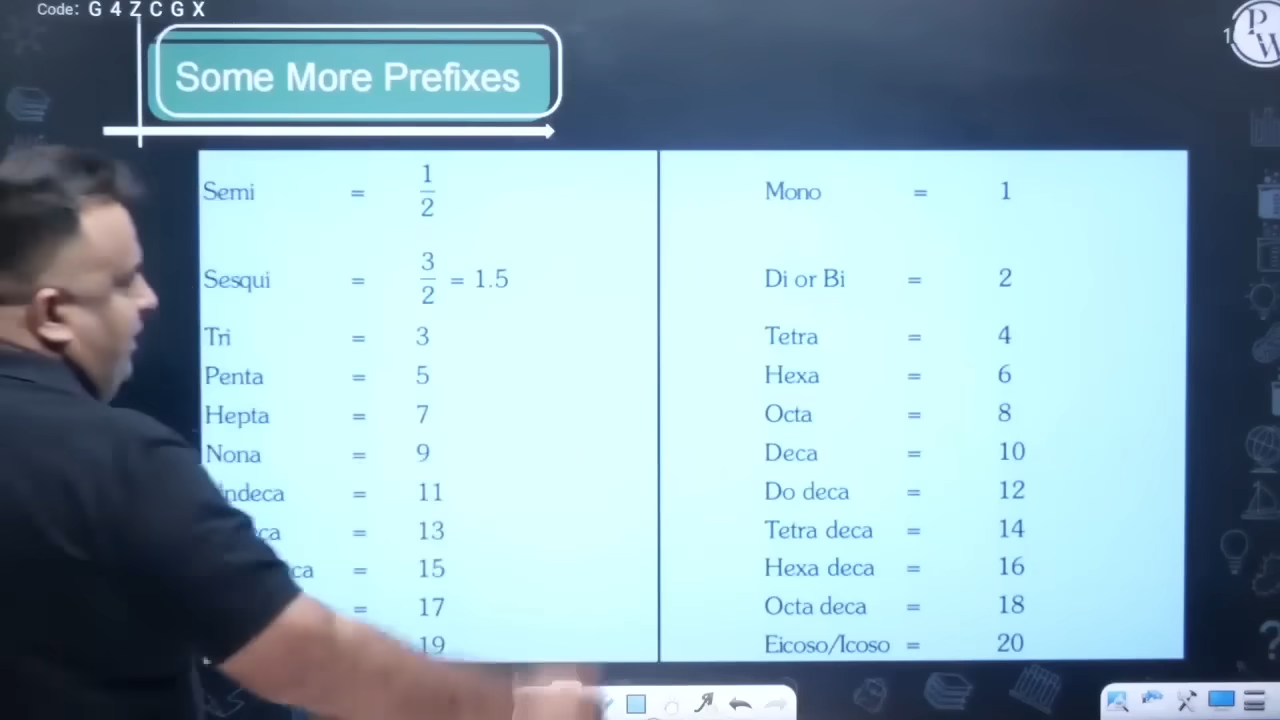 Code: G 4 Z C G X
PW
Some More Prefixes
Semi = 1/2
Mono = 1
Sesqui = 3/2 = 1.5
Di or Bi = 2
Tri = 3
Tetra = 4
Penta = 5
Hexa = 6
Hepta = 7
Octa = 8
Nona = 9
Deca = 10
ndeca = 11
Do deca = 12
ca = 13
Tetra deca = 14
ca = 15
Hexa deca = 16
= 17
Octa deca = 18
19
Eicoso/Icoso = 20